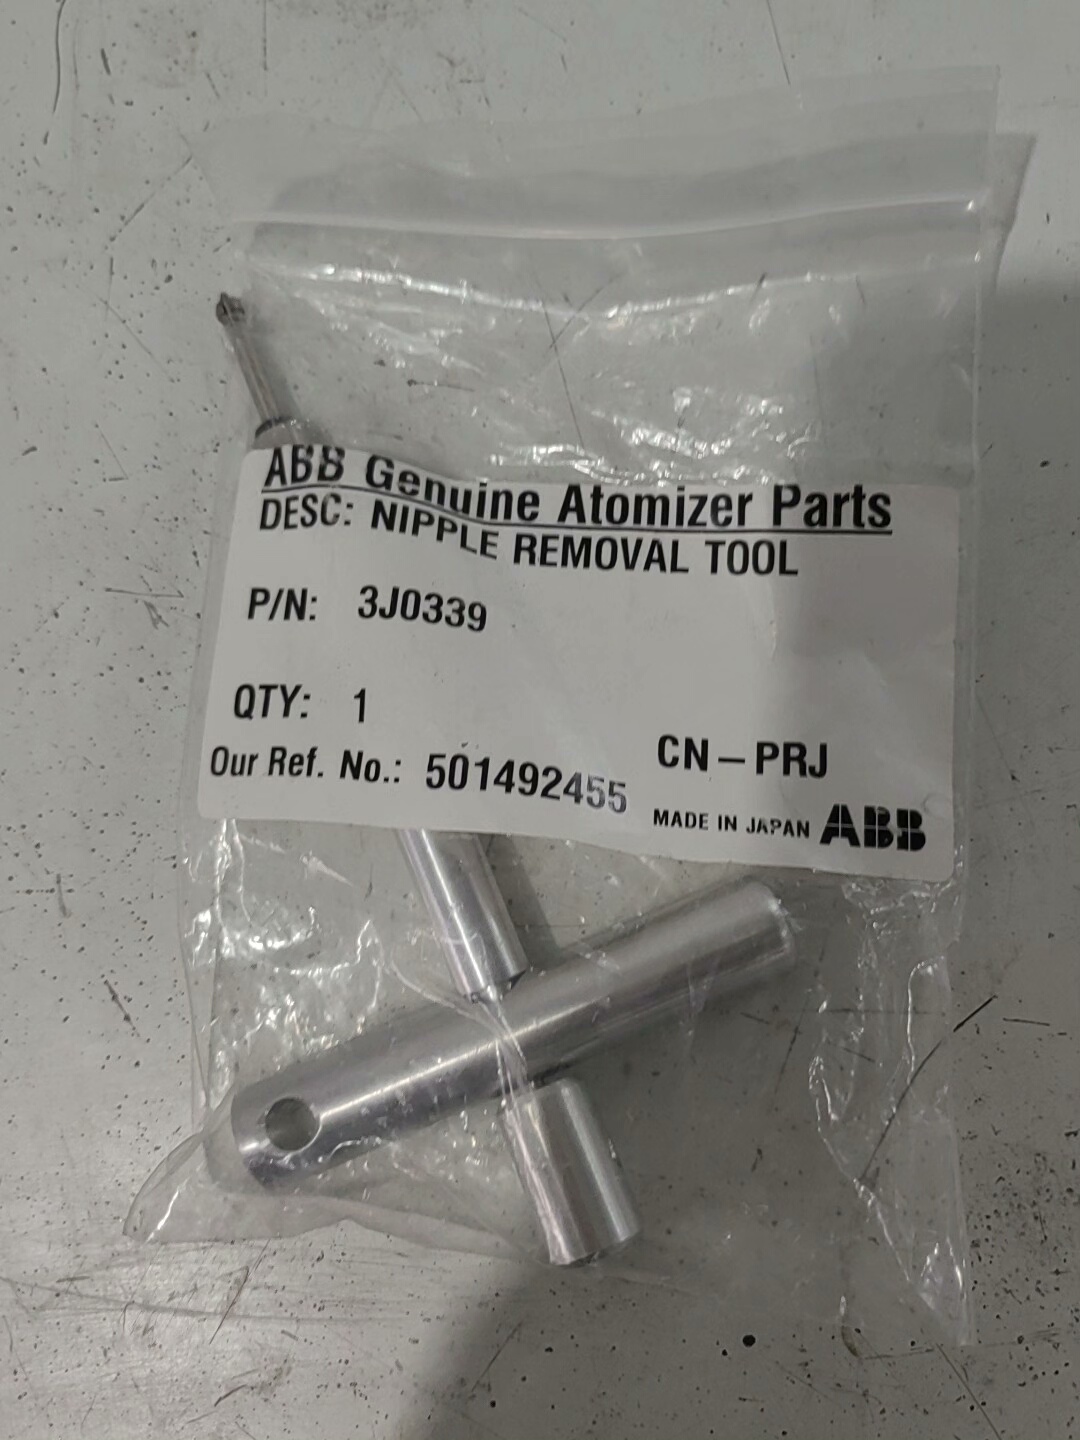 ABB Genuine Atomizer Parts
DESC: NIPPLE REMOVAL TOOL
P/N: 3J0339
QTY: 1
CN-PRJ
Our Ref. No.: 501492455
MADE IN JAPAN ABB